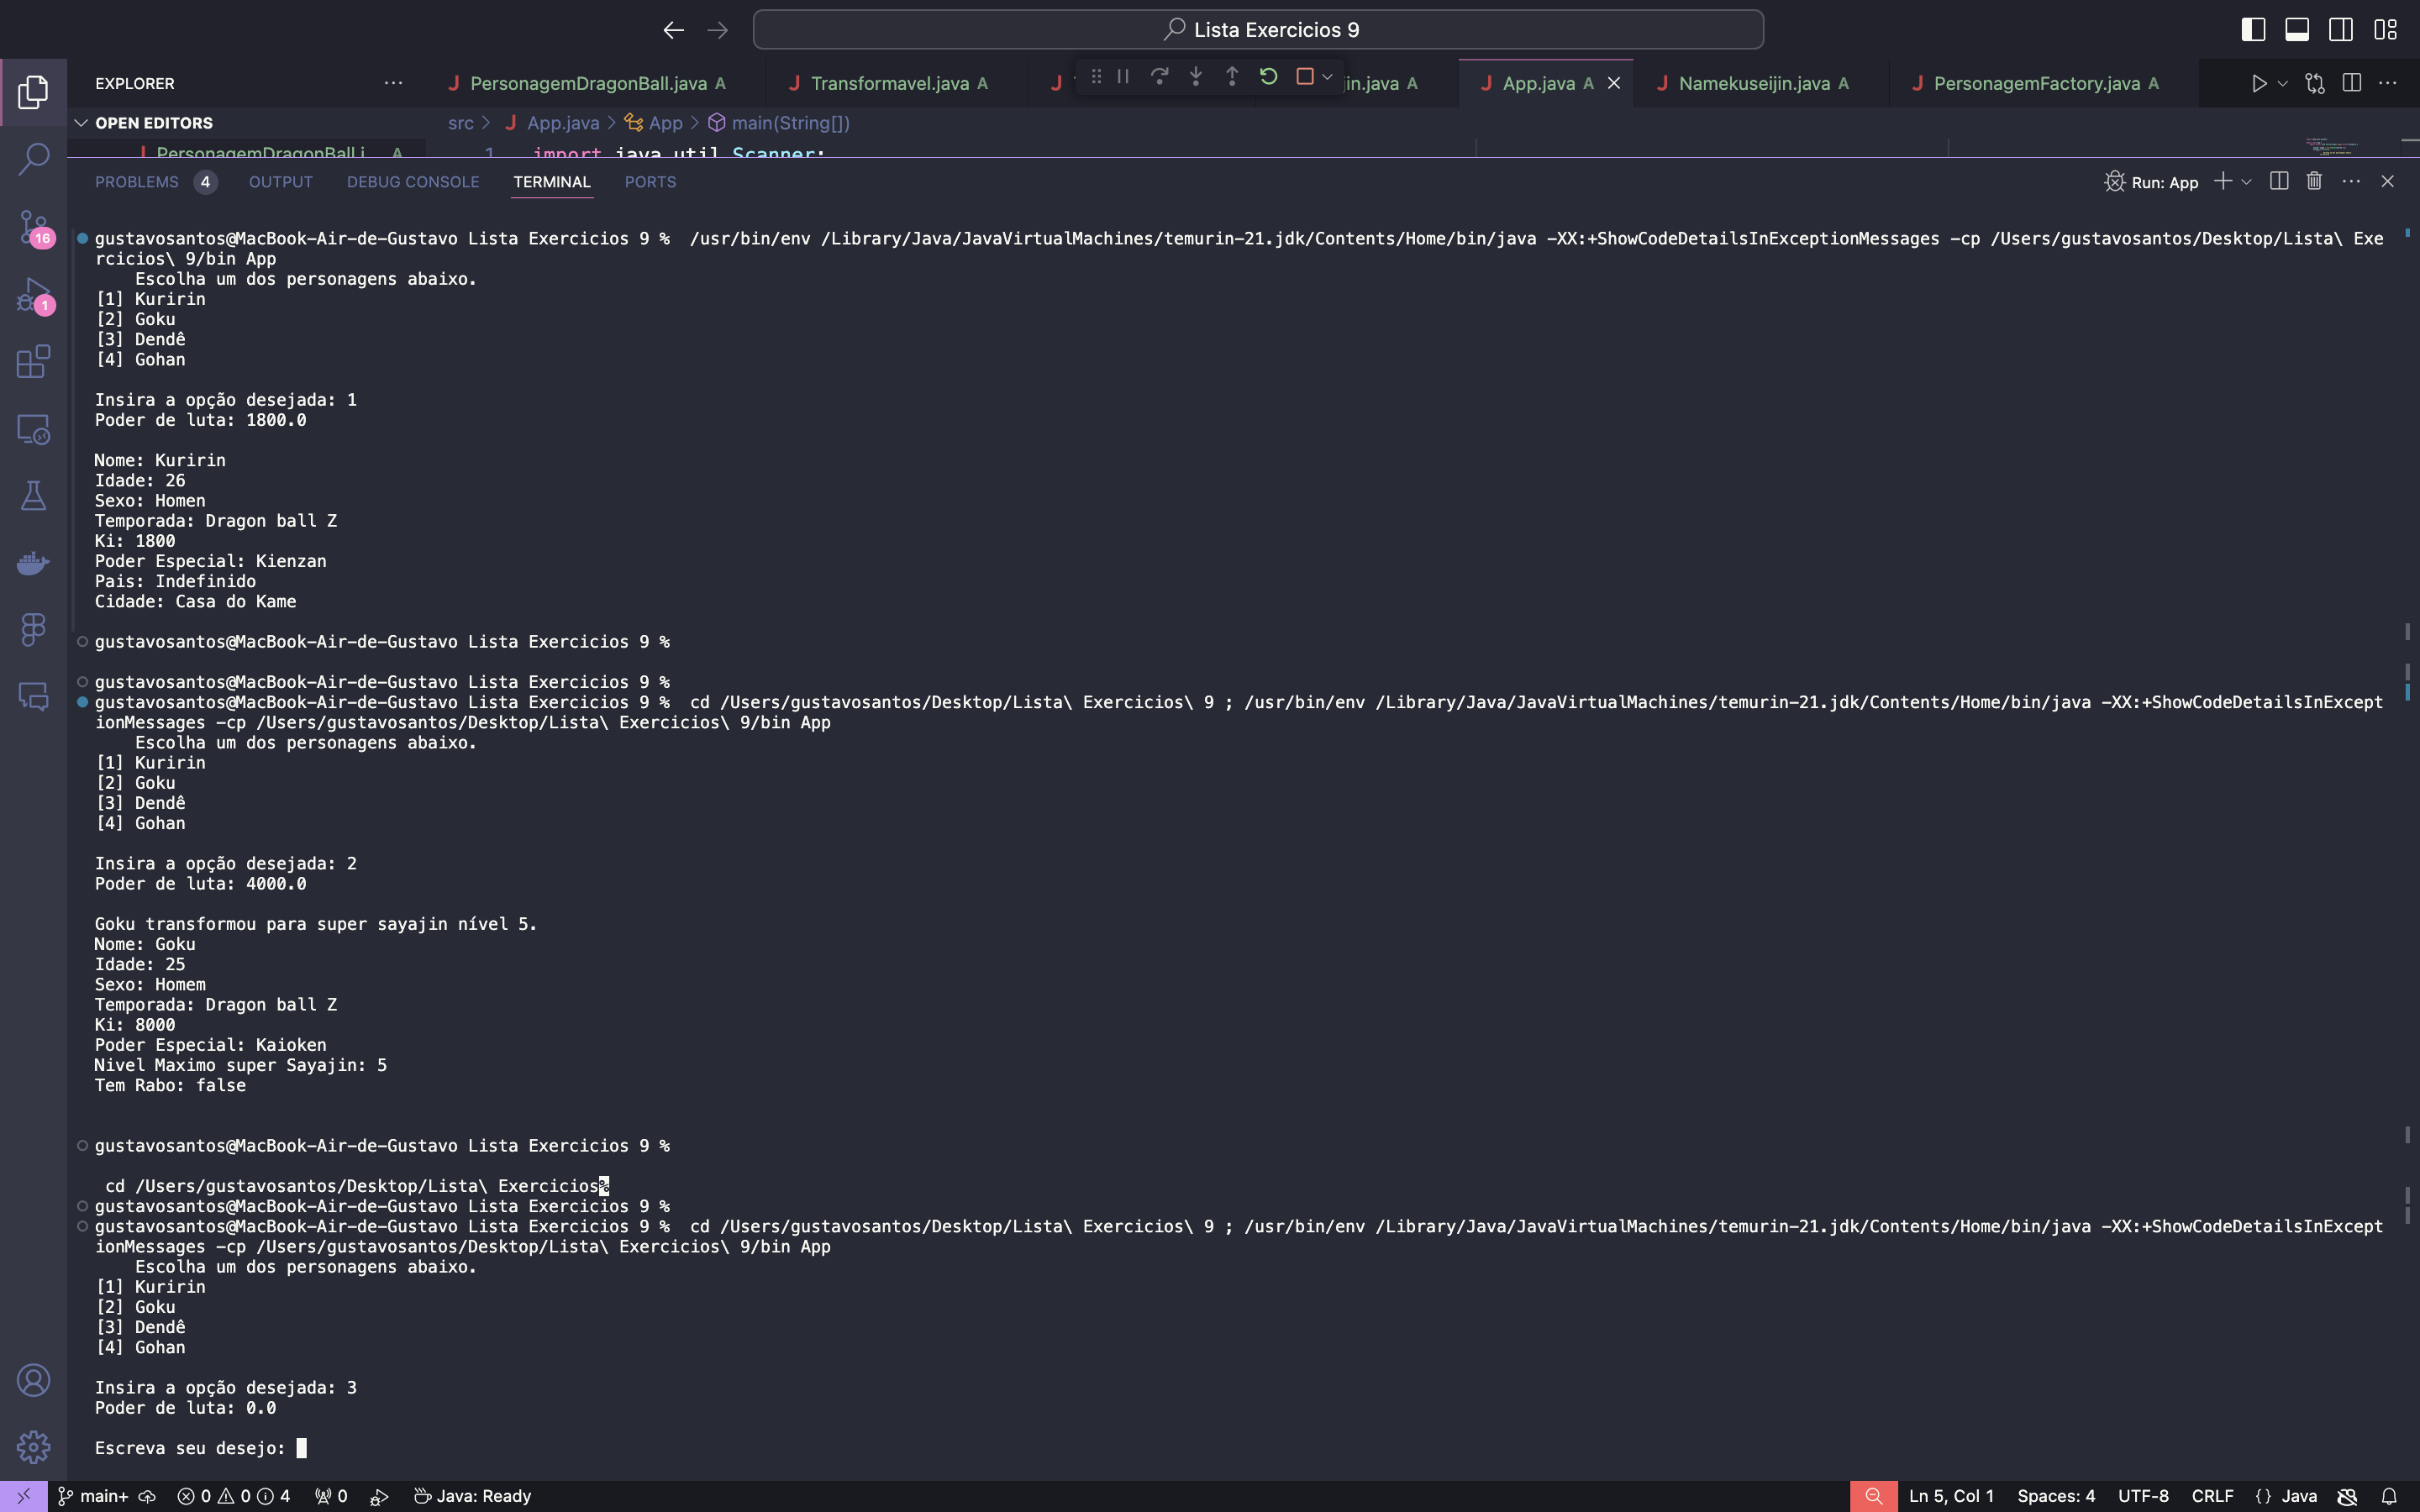 Lista Exercicios 9
EXPLORER
PersonagemDragonBall.java A
Transformavel.java A
jin.java A
App.java A
Namekuseijin.java A
PersonagemFactory.java A
OPEN EDITORS
src > App.java > App > main(String[])
PersonagemDragonBall.j... A
1 import java.util.Scanner;
PROBLEMS 4 OUTPUT DEBUG CONSOLE TERMINAL PORTS
Run: App
16
1
gustavosantos@MacBook-Air-de-Gustavo Lista Exercicios 9 %  /usr/bin/env /Library/Java/JavaVirtualMachines/temurin-21.jdk/Contents/Home/bin/java -XX:+ShowCodeDetailsInExceptionMessages -cp /Users/gustavosantos/Desktop/Lista\ Exe
rcicios\ 9/bin App
    Escolha um dos personagens abaixo.
[1] Kuririn
[2] Goku
[3] Dendê
[4] Gohan
Insira a opção desejada: 1
Poder de luta: 1800.0
Nome: Kuririn
Idade: 26
Sexo: Homen
Temporada: Dragon ball Z
Ki: 1800
Poder Especial: Kienzan
Pais: Indefinido
Cidade: Casa do Kame
gustavosantos@MacBook-Air-de-Gustavo Lista Exercicios 9 %
gustavosantos@MacBook-Air-de-Gustavo Lista Exercicios 9 %
gustavosantos@MacBook-Air-de-Gustavo Lista Exercicios 9 %  cd /Users/gustavosantos/Desktop/Lista\ Exercicios\ 9 ; /usr/bin/env /Library/Java/JavaVirtualMachines/temurin-21.jdk/Contents/Home/bin/java -XX:+ShowCodeDetailsInExcept
ionMessages -cp /Users/gustavosantos/Desktop/Lista\ Exercicios\ 9/bin App
    Escolha um dos personagens abaixo.
[1] Kuririn
[2] Goku
[3] Dendê
[4] Gohan
Insira a opção desejada: 2
Poder de luta: 4000.0
Goku transformou para super sayajin nível 5.
Nome: Goku
Idade: 25
Sexo: Homem
Temporada: Dragon ball Z
Ki: 8000
Poder Especial: Kaioken
Nivel Maximo super Sayajin: 5
Tem Rabo: false
gustavosantos@MacBook-Air-de-Gustavo Lista Exercicios 9 %
 cd /Users/gustavosantos/Desktop/Lista\ Exercicios%
gustavosantos@MacBook-Air-de-Gustavo Lista Exercicios 9 %
gustavosantos@MacBook-Air-de-Gustavo Lista Exercicios 9 %  cd /Users/gustavosantos/Desktop/Lista\ Exercicios\ 9 ; /usr/bin/env /Library/Java/JavaVirtualMachines/temurin-21.jdk/Contents/Home/bin/java -XX:+ShowCodeDetailsInExcept
ionMessages -cp /Users/gustavosantos/Desktop/Lista\ Exercicios\ 9/bin App
    Escolha um dos personagens abaixo.
[1] Kuririn
[2] Goku
[3] Dendê
[4] Gohan
Insira a opção desejada: 3
Poder de luta: 0.0
Escreva seu desejo:
main+ 0 0 4 0 Java: Ready Ln 5, Col 1 Spaces: 4 UTF-8 CRLF {} Java